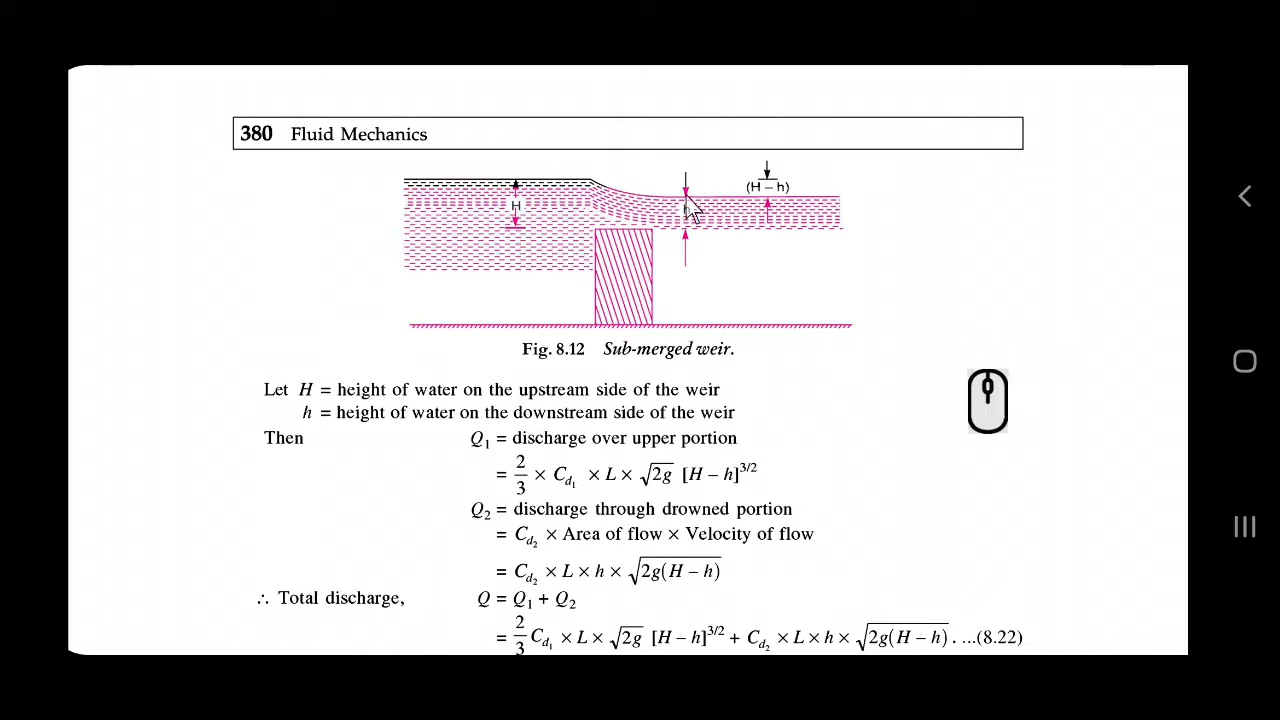 380 Fluid Mechanics
H
(H – h)
Fig. 8.12 Sub-merged weir.
Let H = height of water on the upstream side of the weir
h = height of water on the downstream side of the weir
Then Q₁ = discharge over upper portion
= 2/3 × C_d₁ × L × √2g [H – h]^3/2
Q₂ = discharge through drowned portion
= C_d₂ × Area of flow × Velocity of flow
= C_d₂ × L × h × √2g(H – h)
∴ Total discharge, Q = Q₁ + Q₂
= 2/3 C_d₁ × L × √2g [H – h]^3/2 + C_d₂ × L × h × √2g(H – h) . ...(8.22)